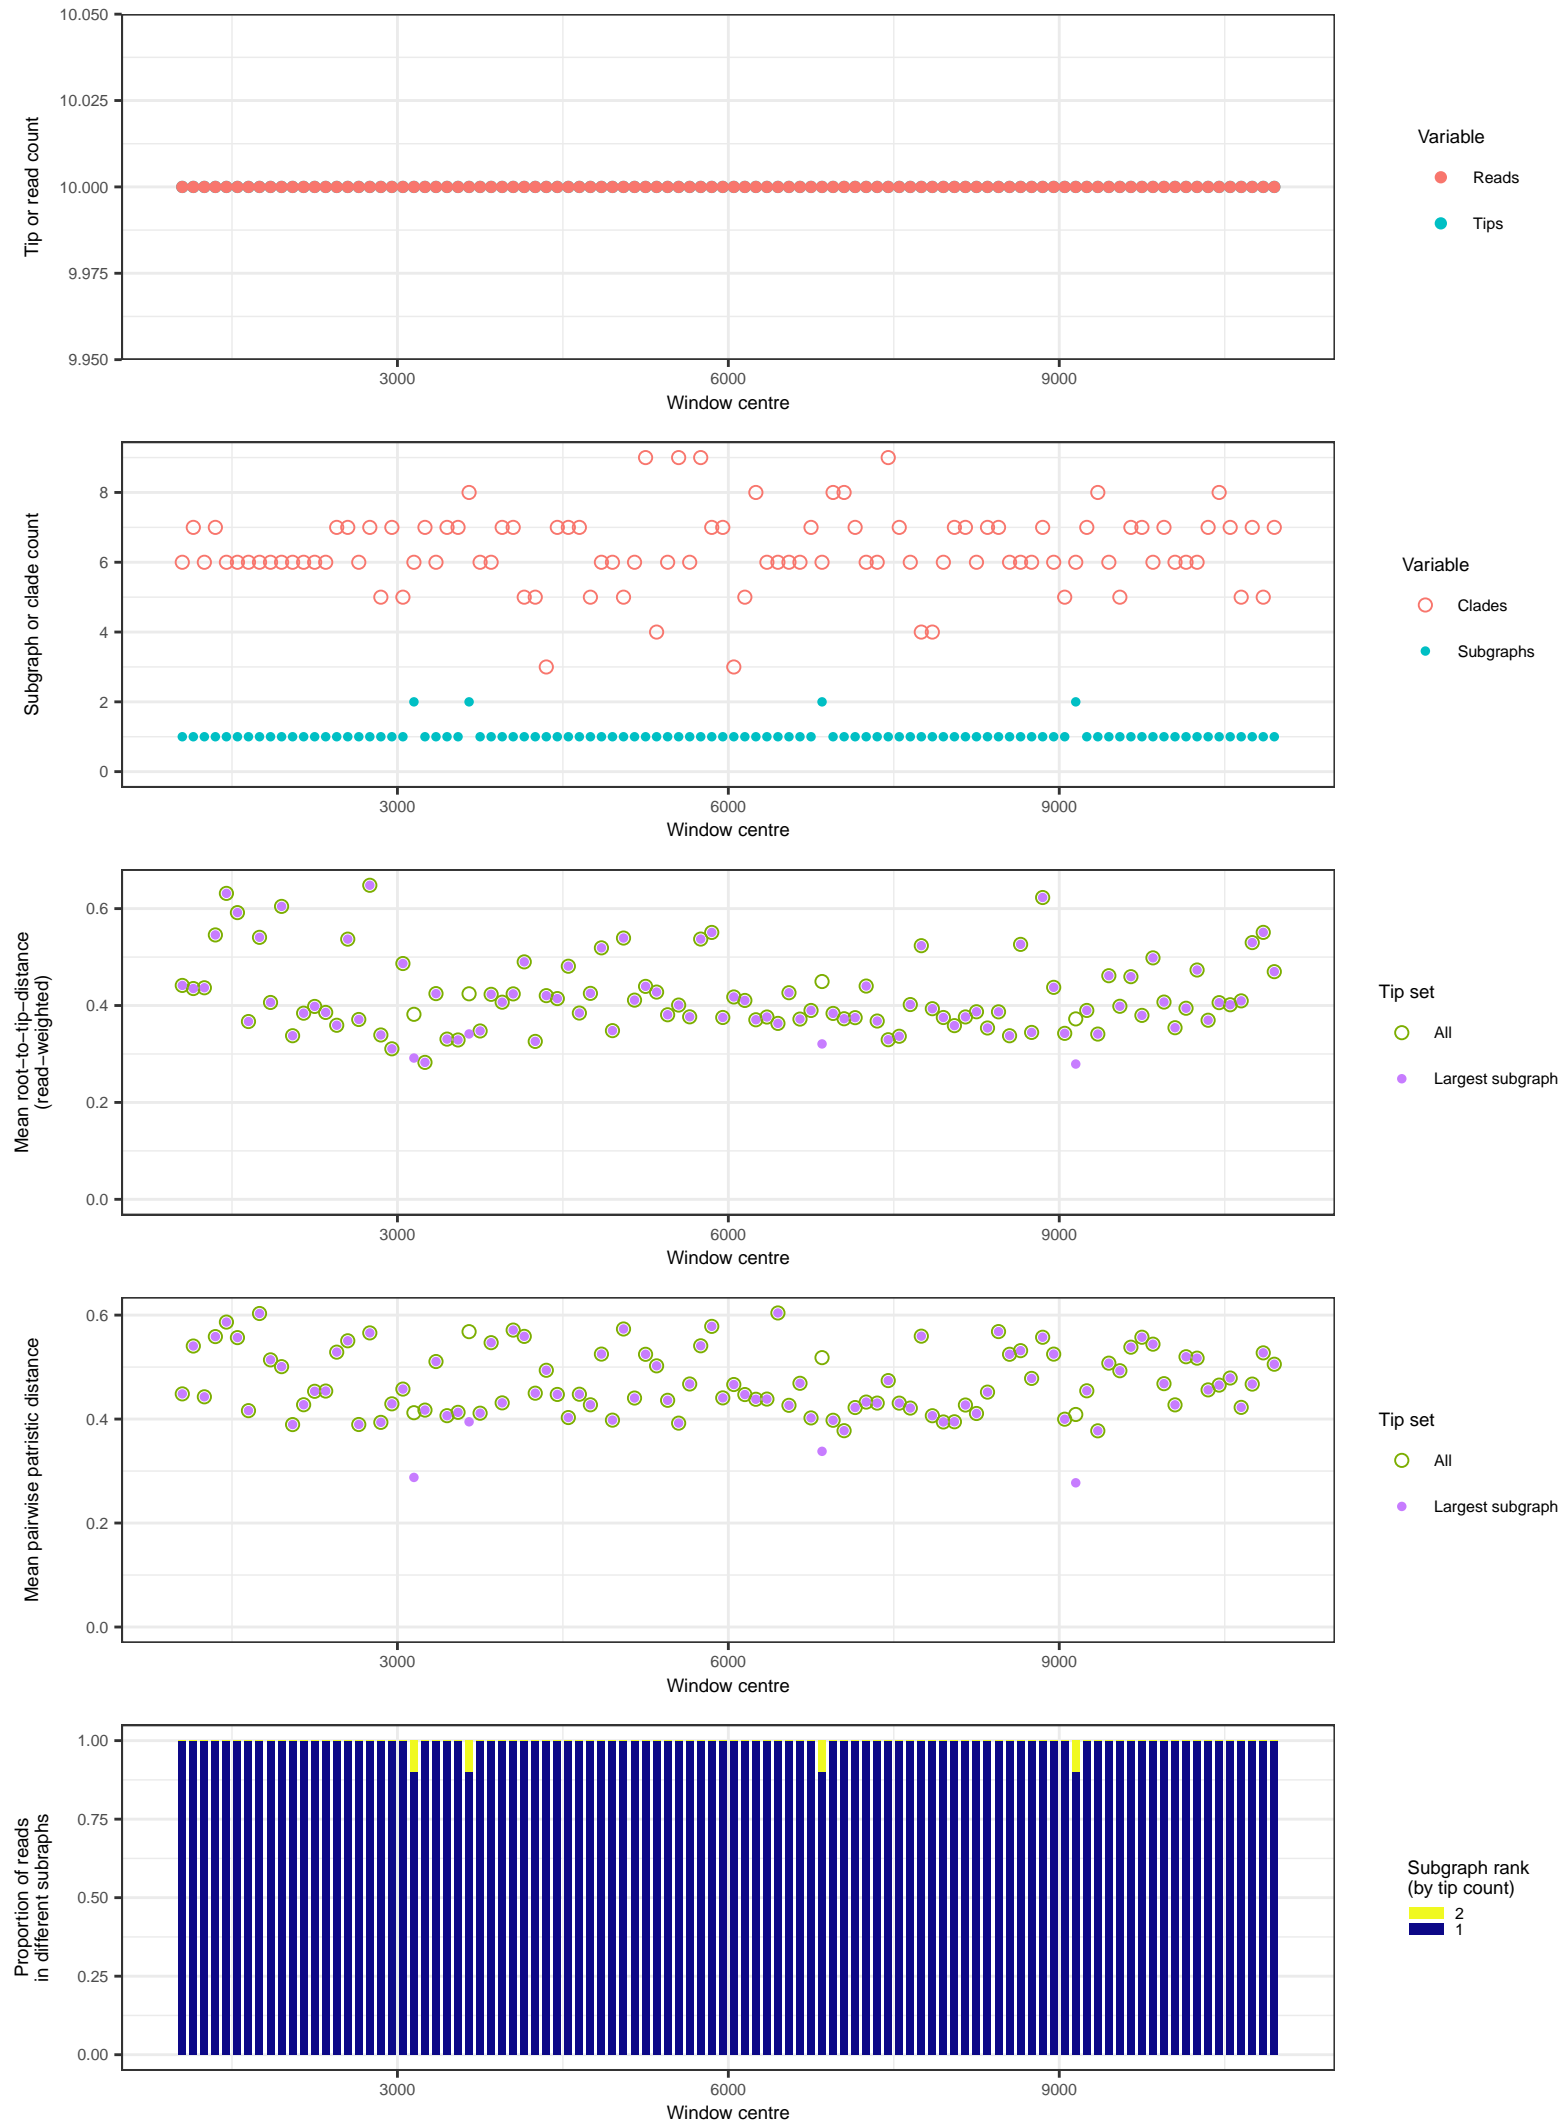 10.050
10.025
10.000
9.975
9.950
Tip or read count
3000
6000
9000
Window centre
Variable
Reads
Tips
8
6
4
2
0
Subgraph or clade count
3000
6000
9000
Window centre
Variable
Clades
Subgraphs
0.6
0.4
0.2
0.0
Mean root−to−tip−distance
(read−weighted)
3000
6000
9000
Window centre
Tip set
All
Largest subgraph
0.6
0.4
0.2
0.0
Mean pairwise patristic distance
3000
6000
9000
Window centre
Tip set
All
Largest subgraph
1.00
0.75
0.50
0.25
0.00
Proportion of reads
in different subraphs
3000
6000
9000
Window centre
Subgraph rank
(by tip count)
2
1